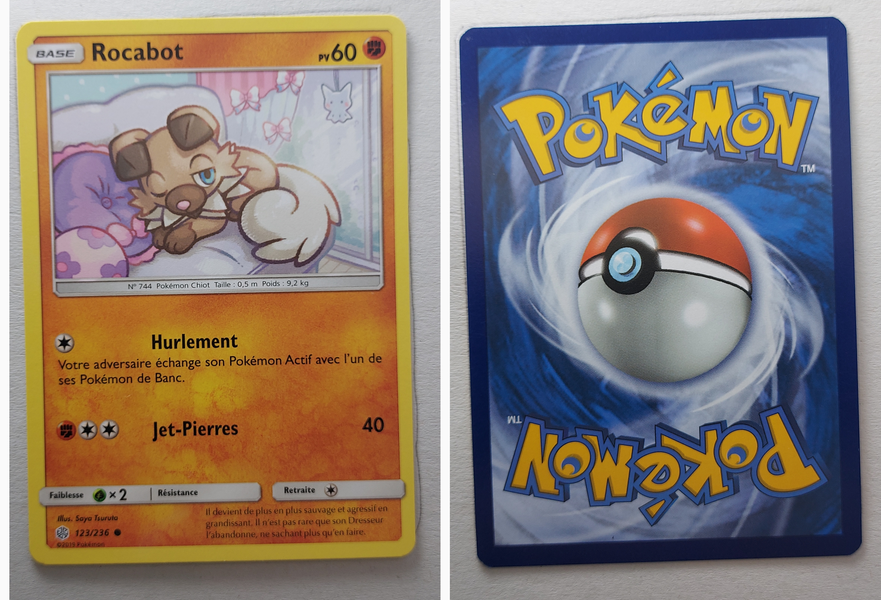 BASE Rocabot PV60
N° 744 Pokémon Chiot Taille : 0,5 m Poids : 9,2 kg
Hurlement
Votre adversaire échange son Pokémon Actif avec l'un de
ses Pokémon de Banc.
Jet-Pierres 40
Faiblesse ×2 Résistance Retraite
Illus. Saya Tsuruta
123/236
©2019 Pokémon
Il devient de plus en plus sauvage et agressif en
grandissant. Il n'est pas rare que son Dresseur
l'abandonne, ne sachant plus qu'en faire.
POKéMON
TM
POKéMON
TM